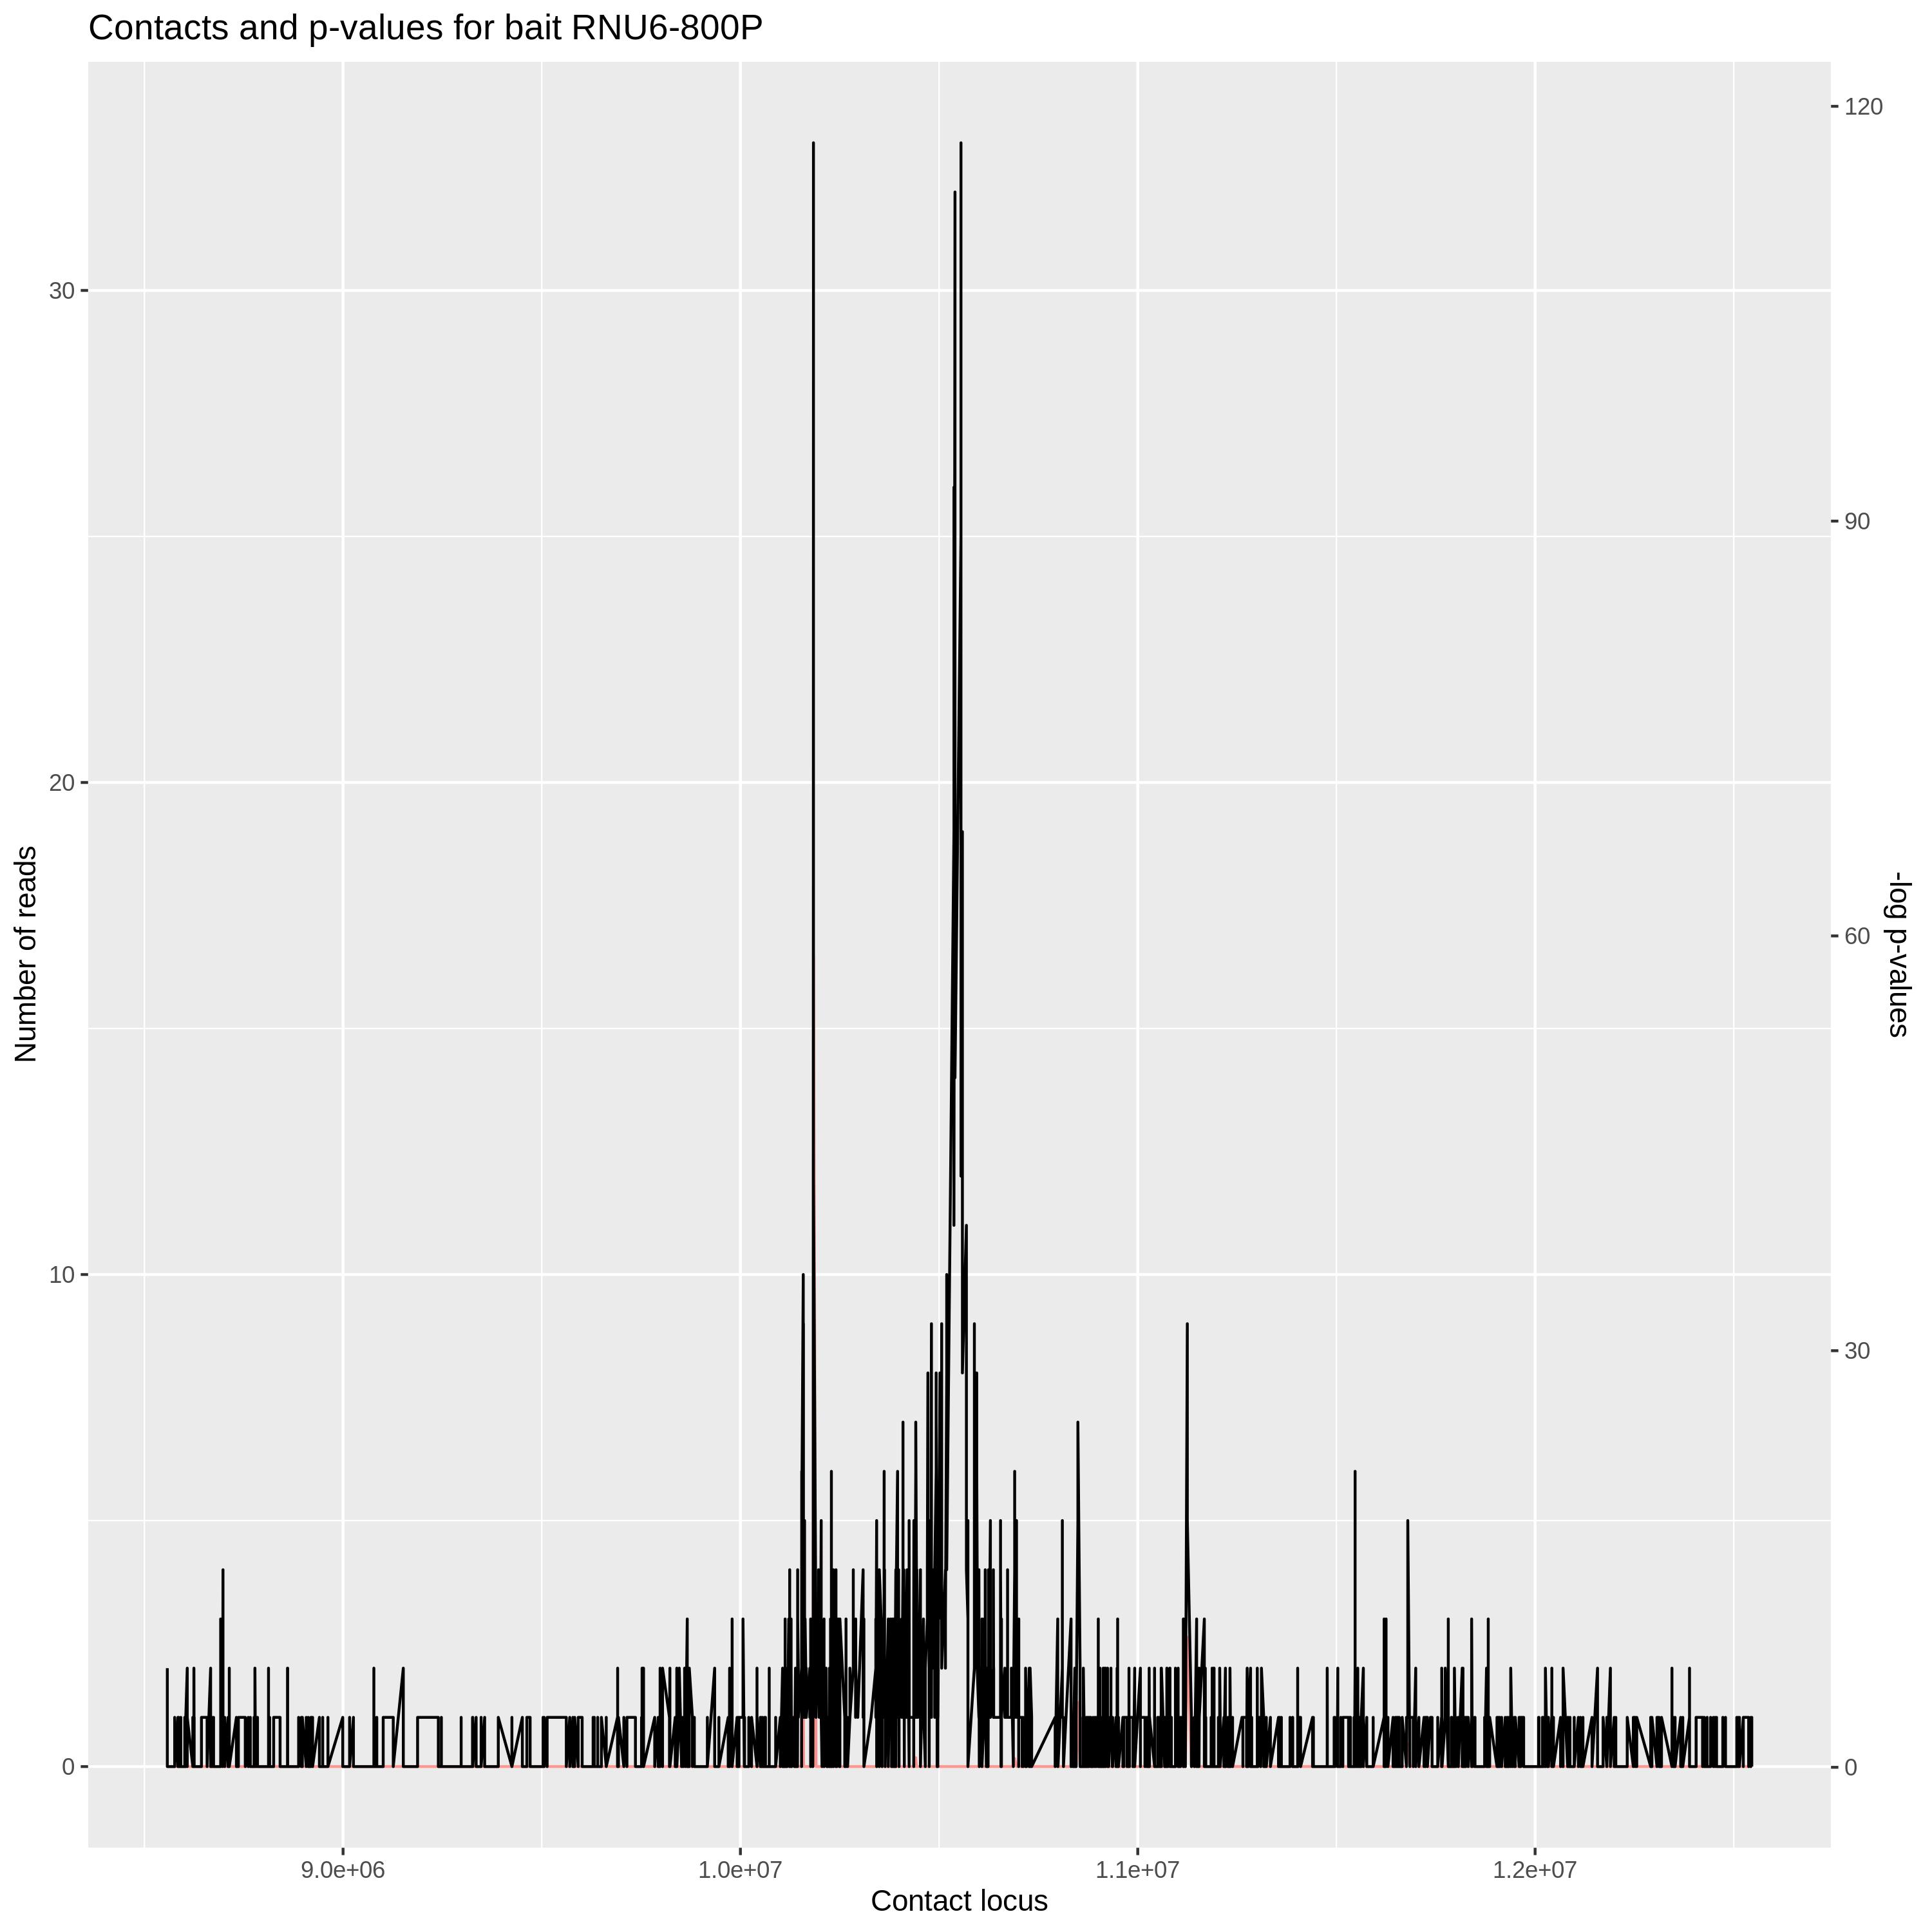 Contacts and p-values for bait RNU6-800P
Number of reads
30
20
10
0
120
90
60
30
0
-log p-values
9.0e+06
1.0e+07
1.1e+07
1.2e+07
Contact locus